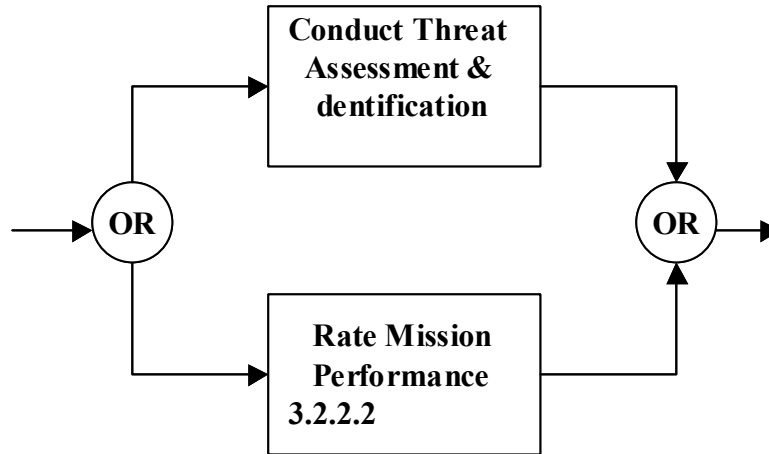 Conduct Threat
Assessment &
dentification
OR
OR
Rate Mission
Performance
3.2.2.2